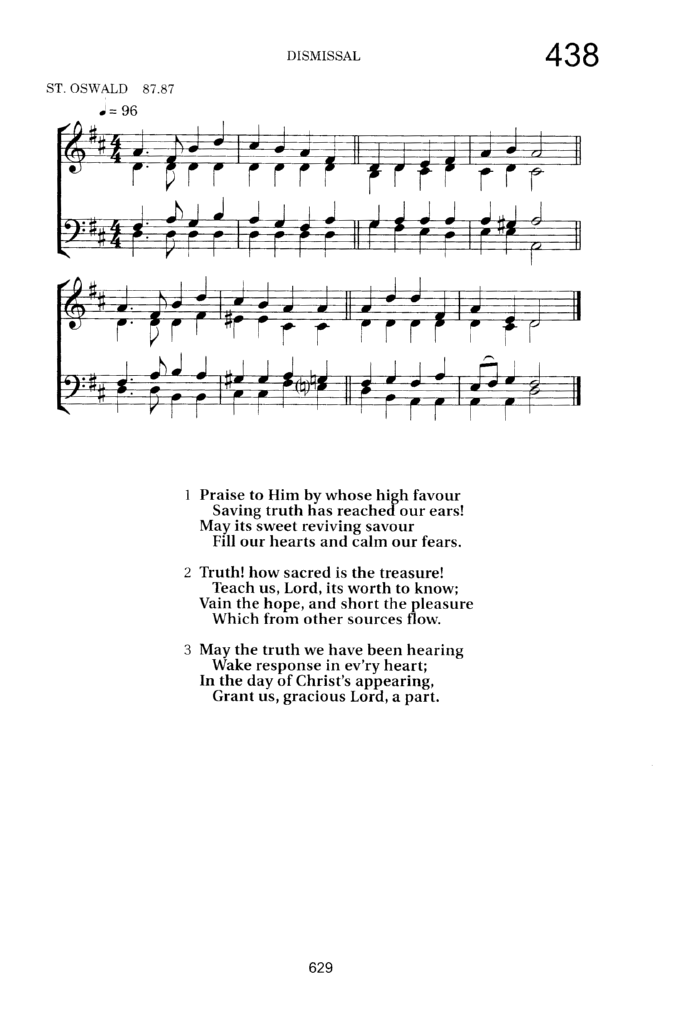 DISMISSAL
438
ST. OSWALD 87.87
♩= 96
1 Praise to Him by whose high favour
Saving truth has reached our ears!
May its sweet reviving savour
Fill our hearts and calm our fears.
2 Truth! how sacred is the treasure!
Teach us, Lord, its worth to know;
Vain the hope, and short the pleasure
Which from other sources flow.
3 May the truth we have been hearing
Wake response in ev'ry heart;
In the day of Christ's appearing,
Grant us, gracious Lord, a part.
629